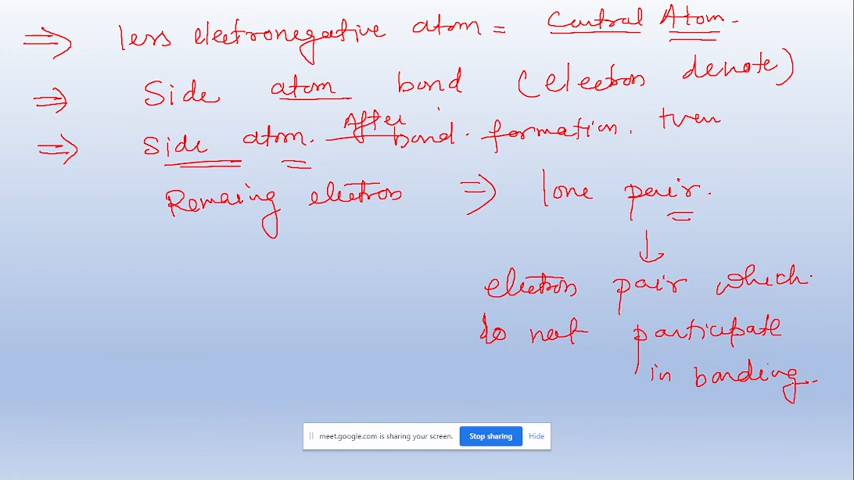 ⇒ less electronegative atom = Central Atom.
⇒ Side atom bond (electron denote)
⇒ Side atom. After bond. formation. then
Remaing electron ⇒ lone pair.
↓
electron pair which
do not participate
in bonding.
meet.google.com is sharing your screen. Stop sharing Hide